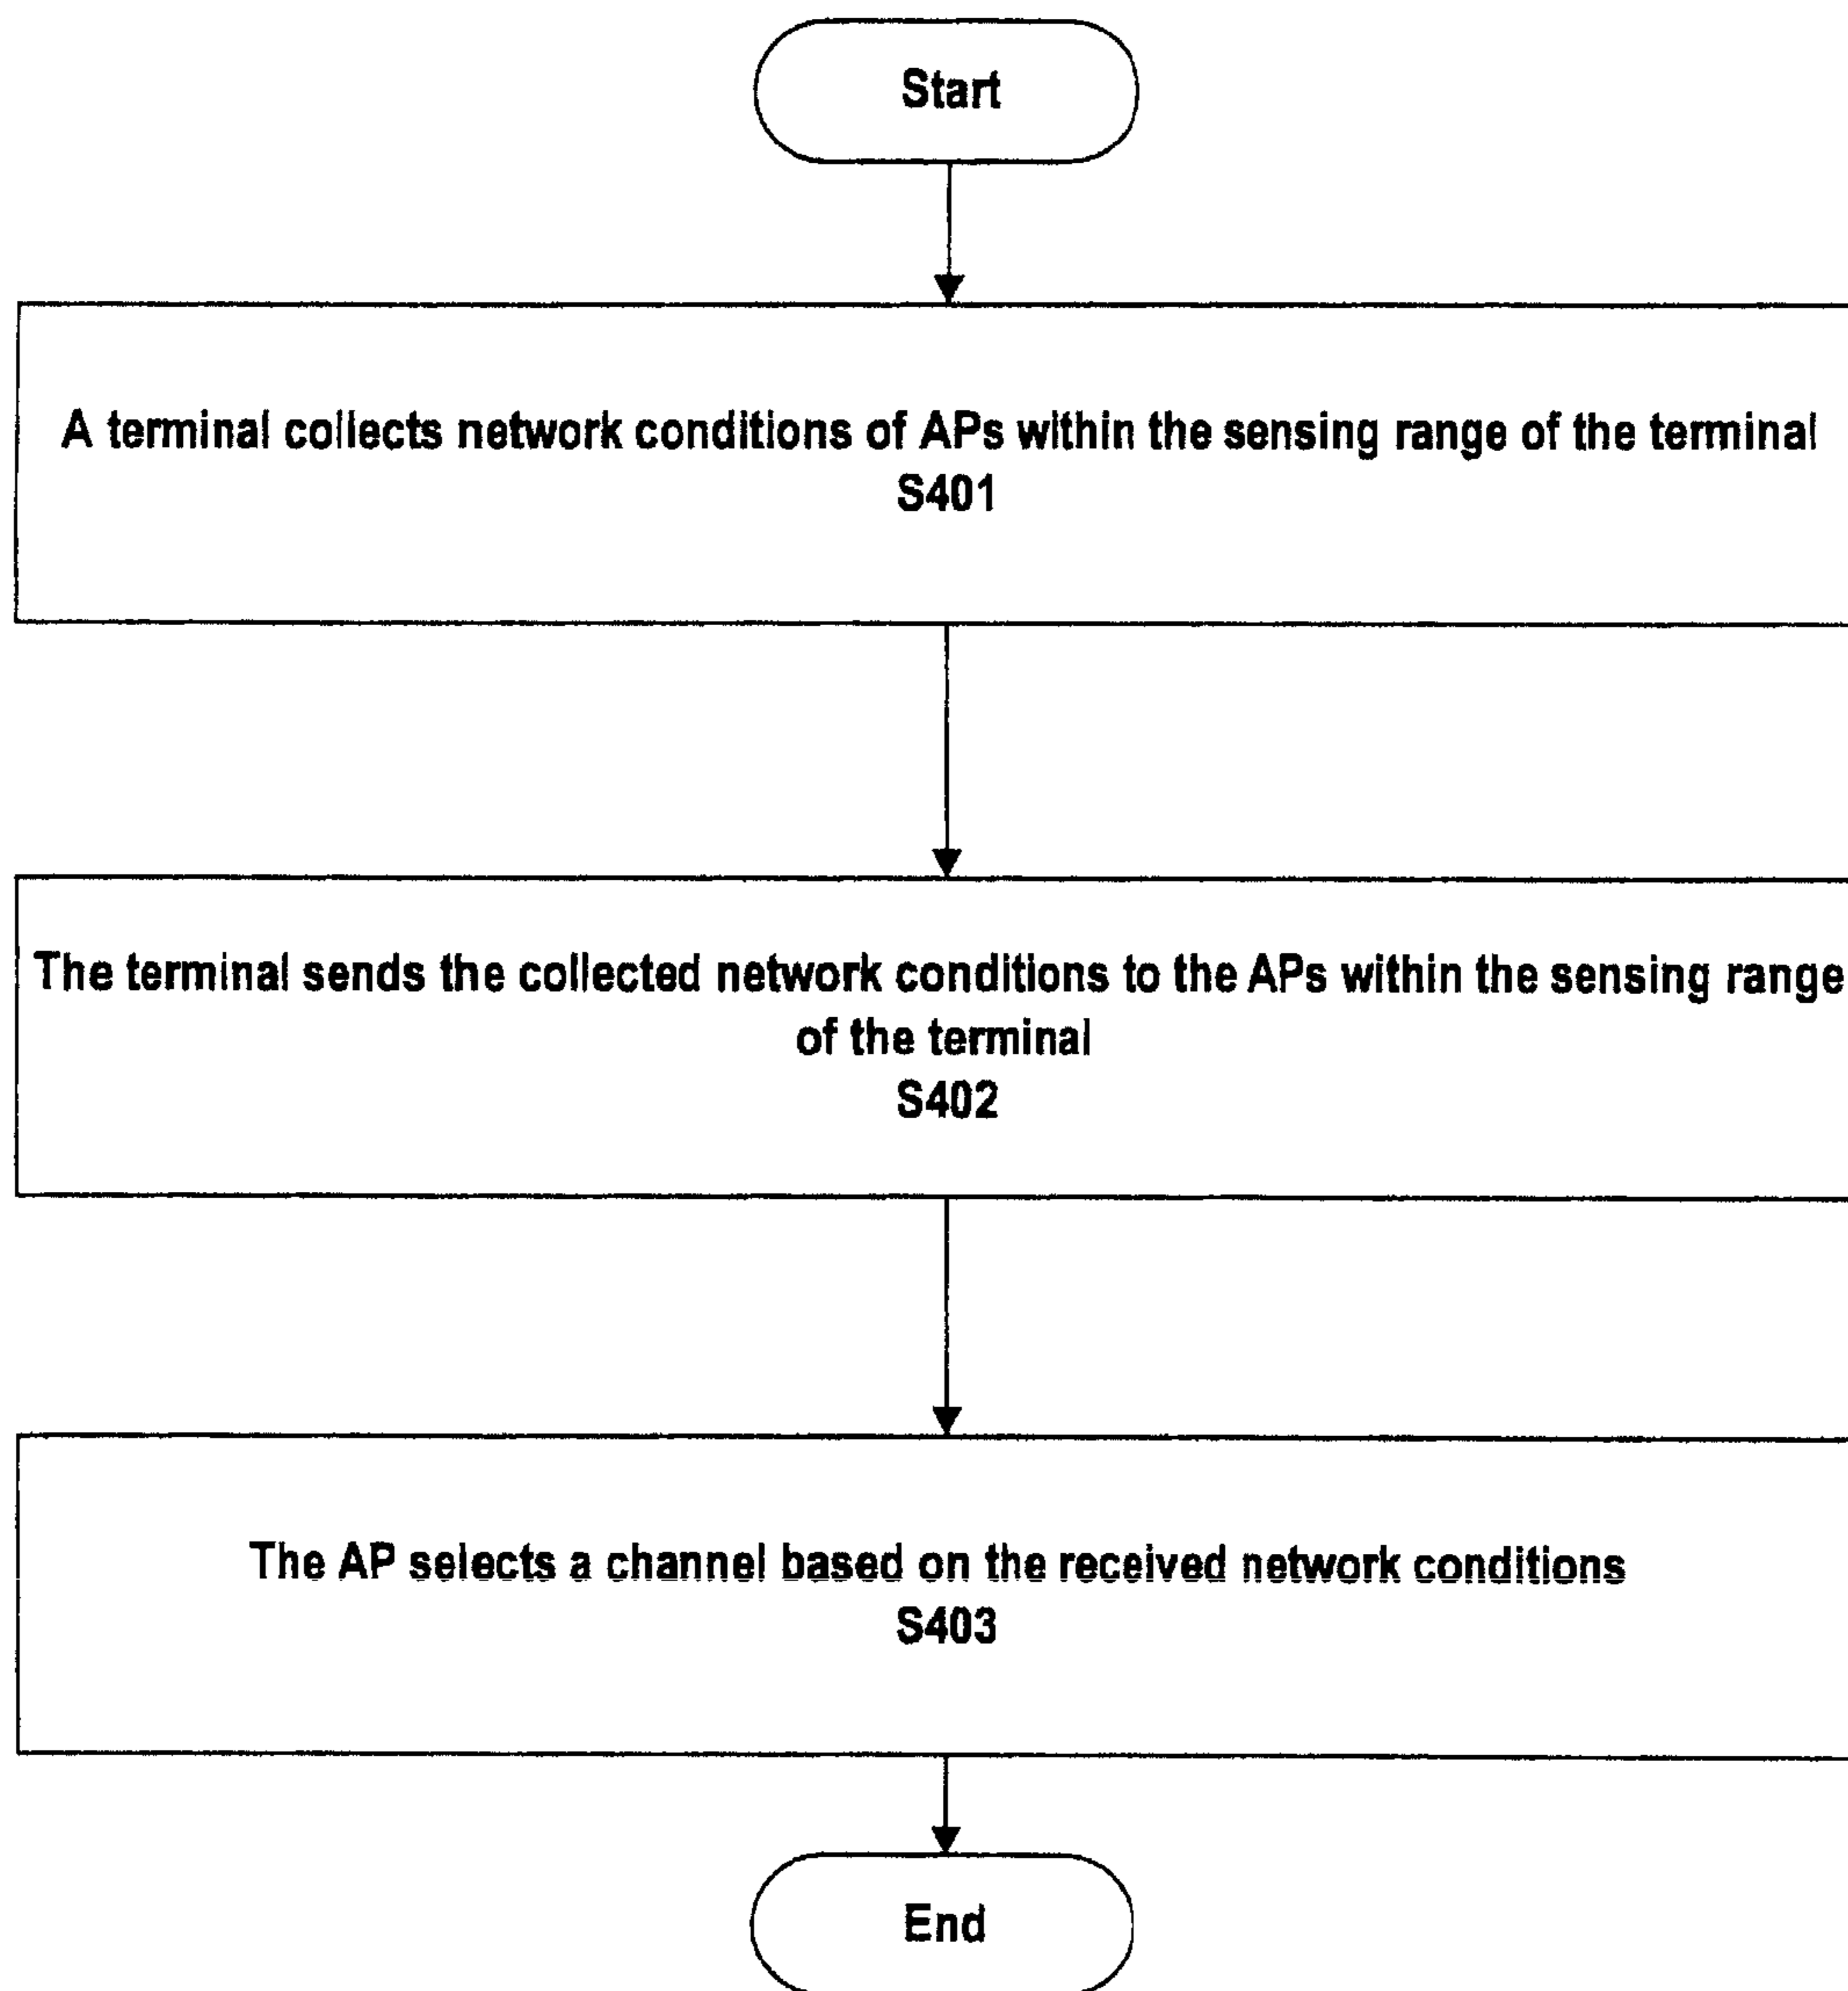 Start
A terminal collects network conditions of APs within the sensing range of the terminal
S401
The terminal sends the collected network conditions to the APs within the sensing range
of the terminal
S402
The AP selects a channel based on the received network conditions
S403
End